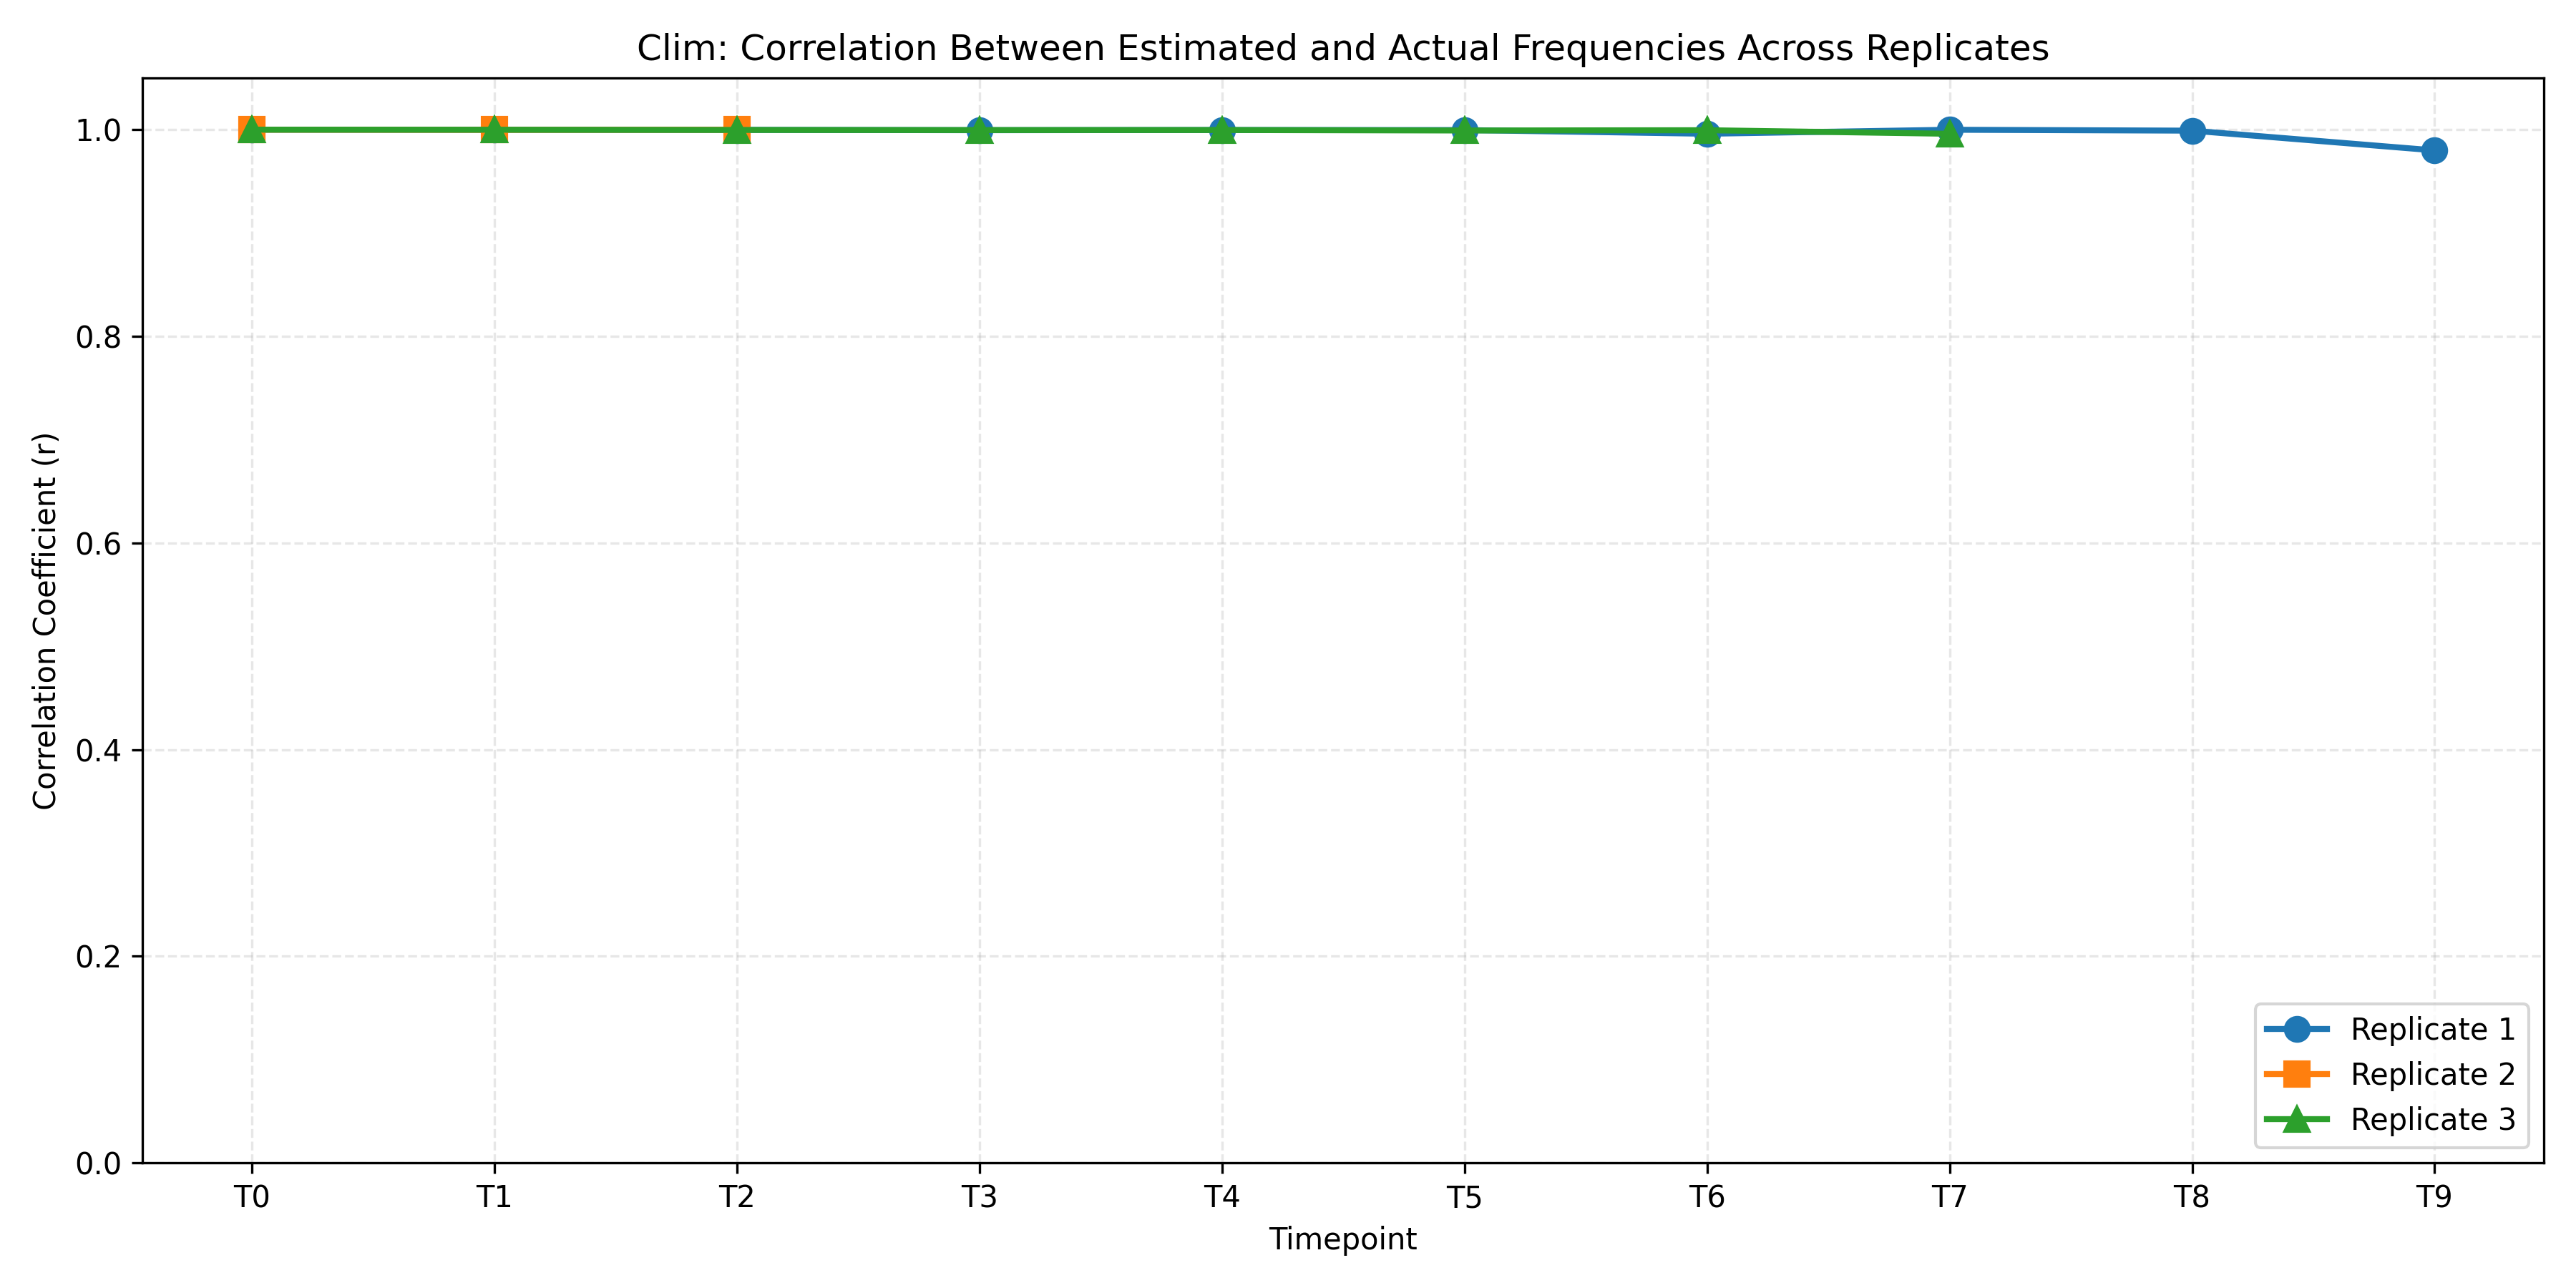 Clim: Correlation Between Estimated and Actual Frequencies Across Replicates
Correlation Coefficient (r)
1.0
0.8
0.6
0.4
0.2
0.0
T0 T1 T2 T3 T4 T5 T6 T7 T8 T9
Timepoint
Replicate 1
Replicate 2
Replicate 3